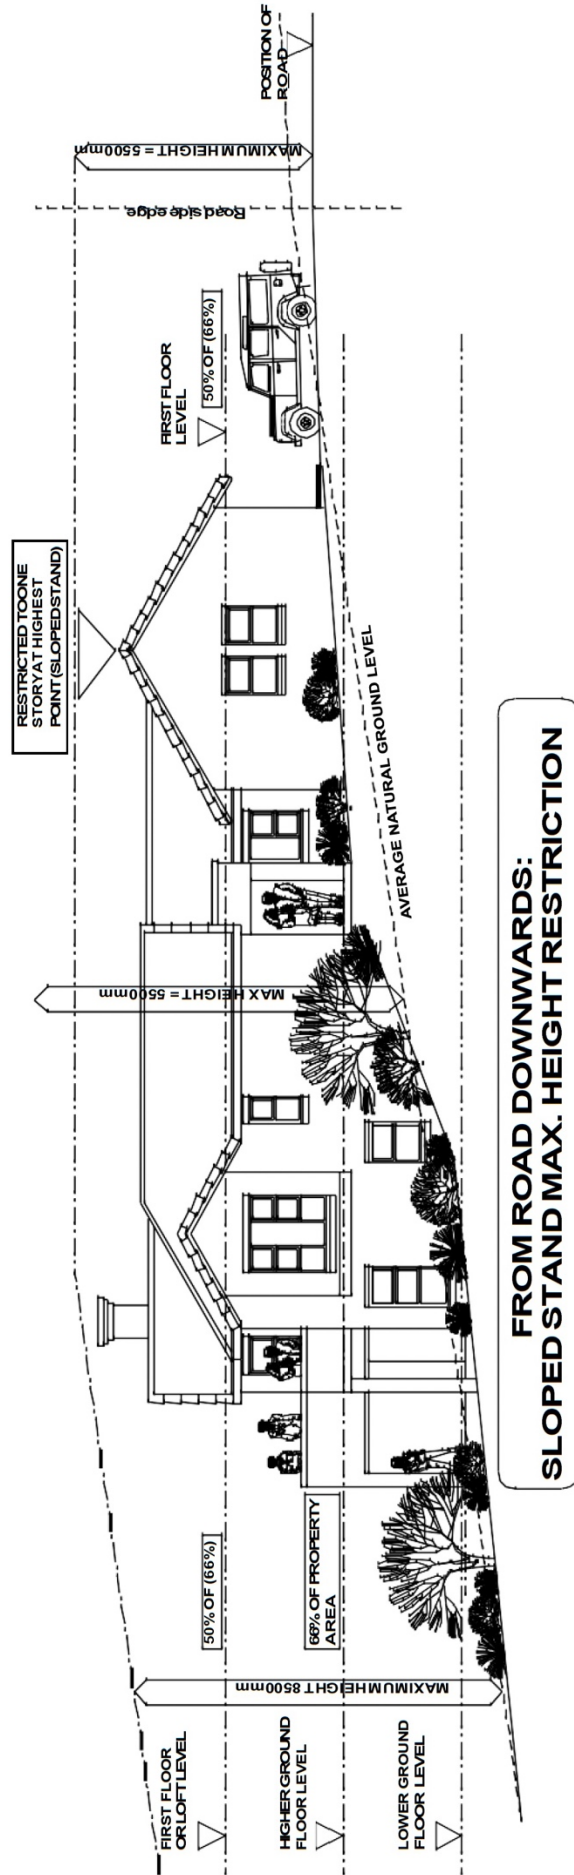 RESTRICTED TOONE
STORY AT HIGHEST
POINT(SLOPED STAND)
POSITION OF
ROAD
MAXIMUM HEIGHT = 5500mm
Road side edge
FIRST FLOOR
LEVEL
50% OF (66%)
MAX HEIGHT = 5500mm
AVERAGE NATURAL GROUND LEVEL
FIRST FLOOR
OR LOFT LEVEL
50% OF (66%)
HIGHER GROUND
FLOOR LEVEL
66% OF PROPERTY
AREA
LOWER GROUND
FLOOR LEVEL
MAXIMUM HEIGHT 8500mm
FROM ROAD DOWNWARDS:
SLOPED STAND MAX. HEIGHT RESTRICTION